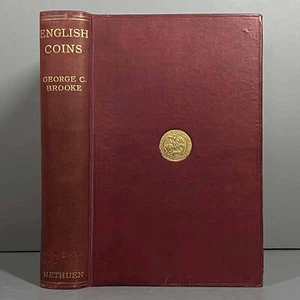 ENGLISH
COINS
GEORGE C.
BROOKE
METHUEN